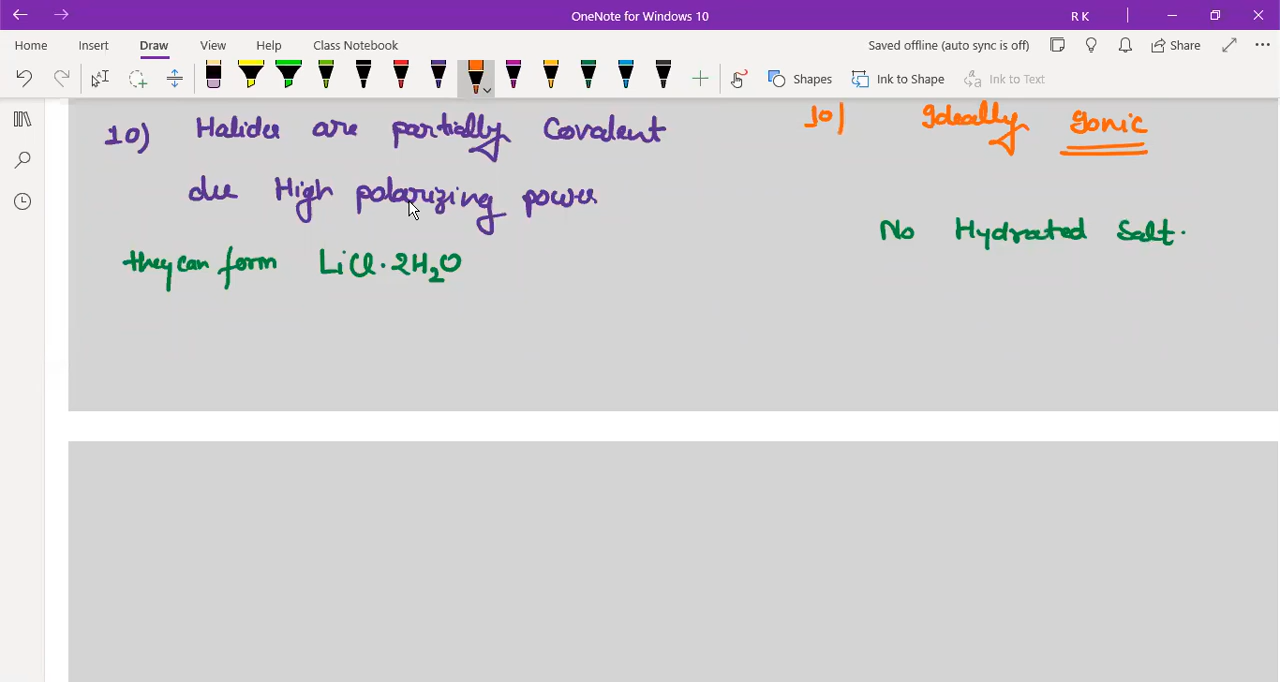 OneNote for Windows 10
R K
Home Insert Draw View Help Class Notebook
Saved offline (auto sync is off)
Share
Shapes
Ink to Shape
Ink to Text
10) Halides are partially Covalent
due High polarizing power
they can form LiCl·2H₂O
10) Ideally Ionic
No Hydrated Salt.